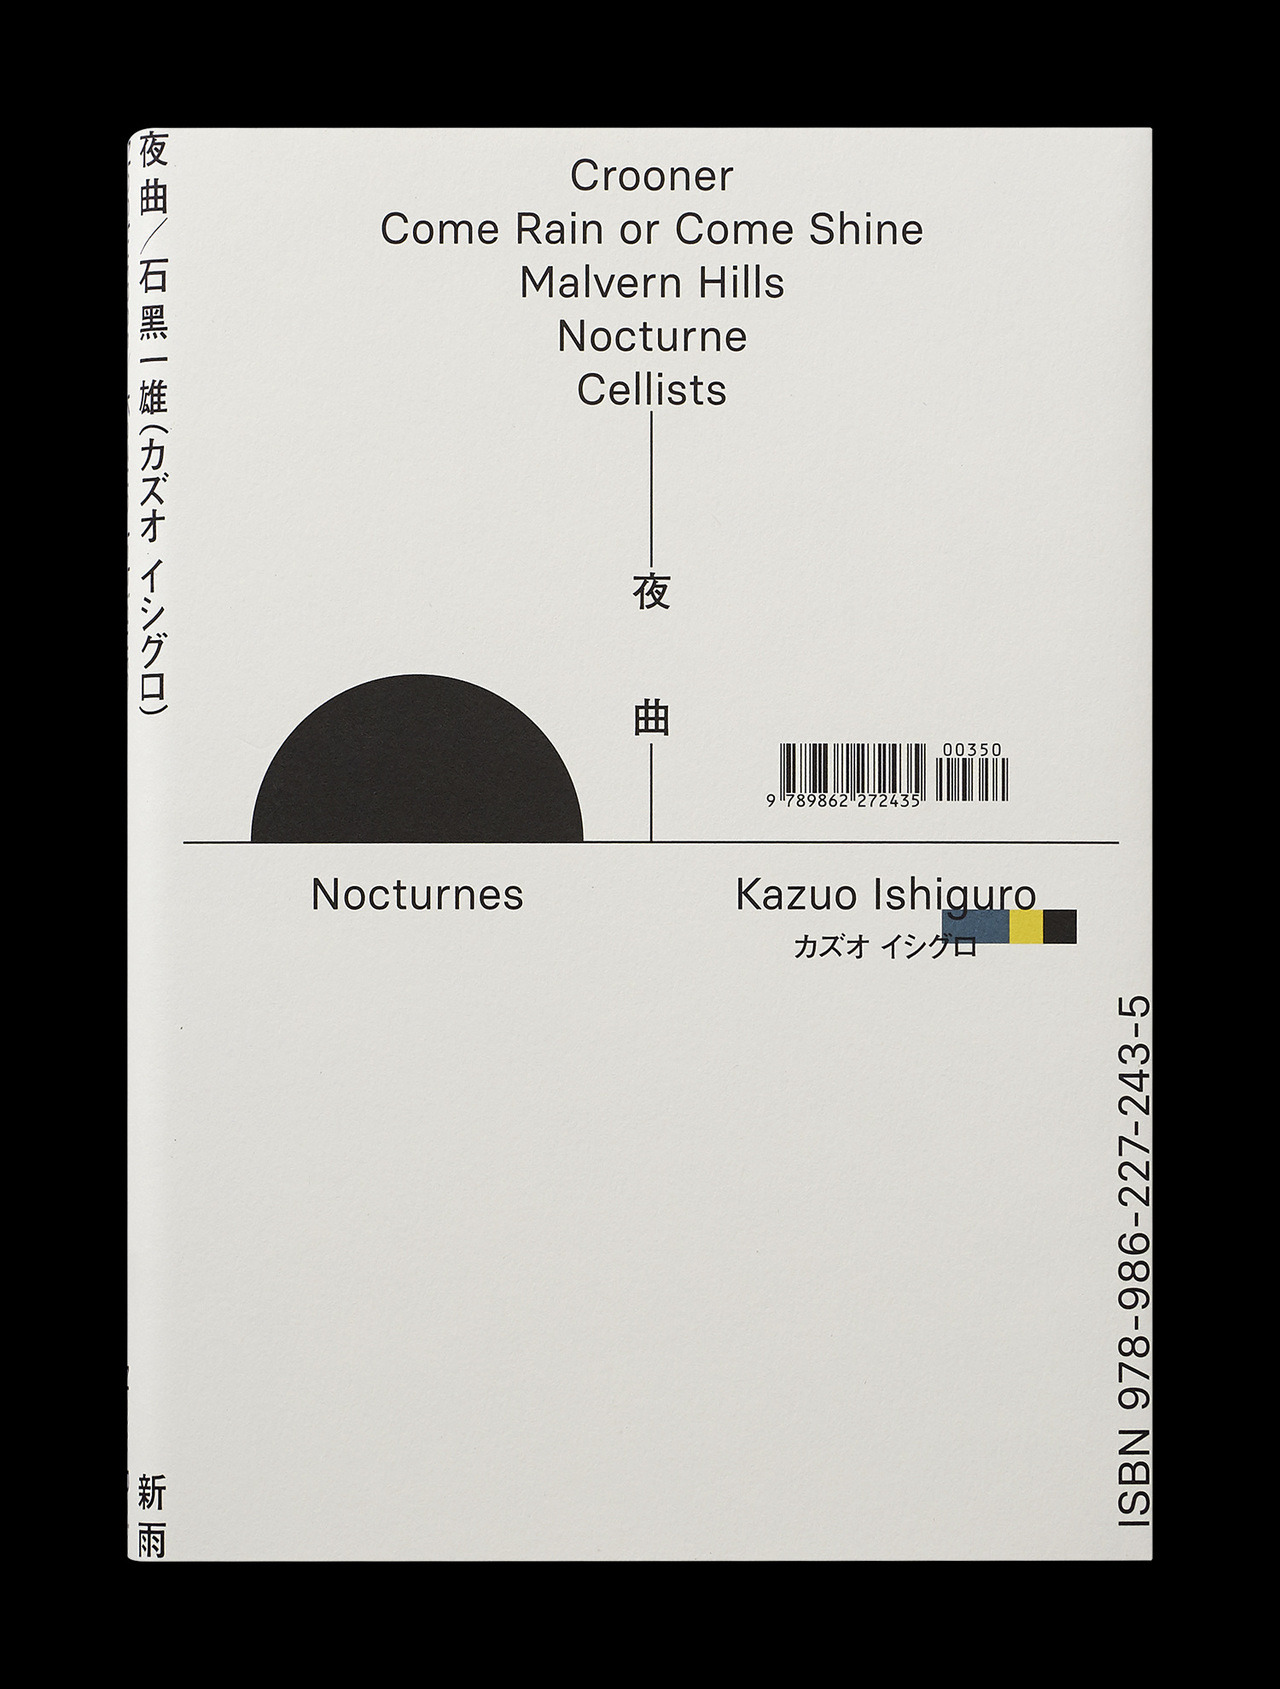 夜曲／石黑一雄（カズオ イシグロ）
新雨
Crooner
Come Rain or Come Shine
Malvern Hills
Nocturne
Cellists
夜
曲
00350
9 789862 272435
Nocturnes
Kazuo Ishiguro
カズオ イシグロ
ISBN 978-986-227-243-5